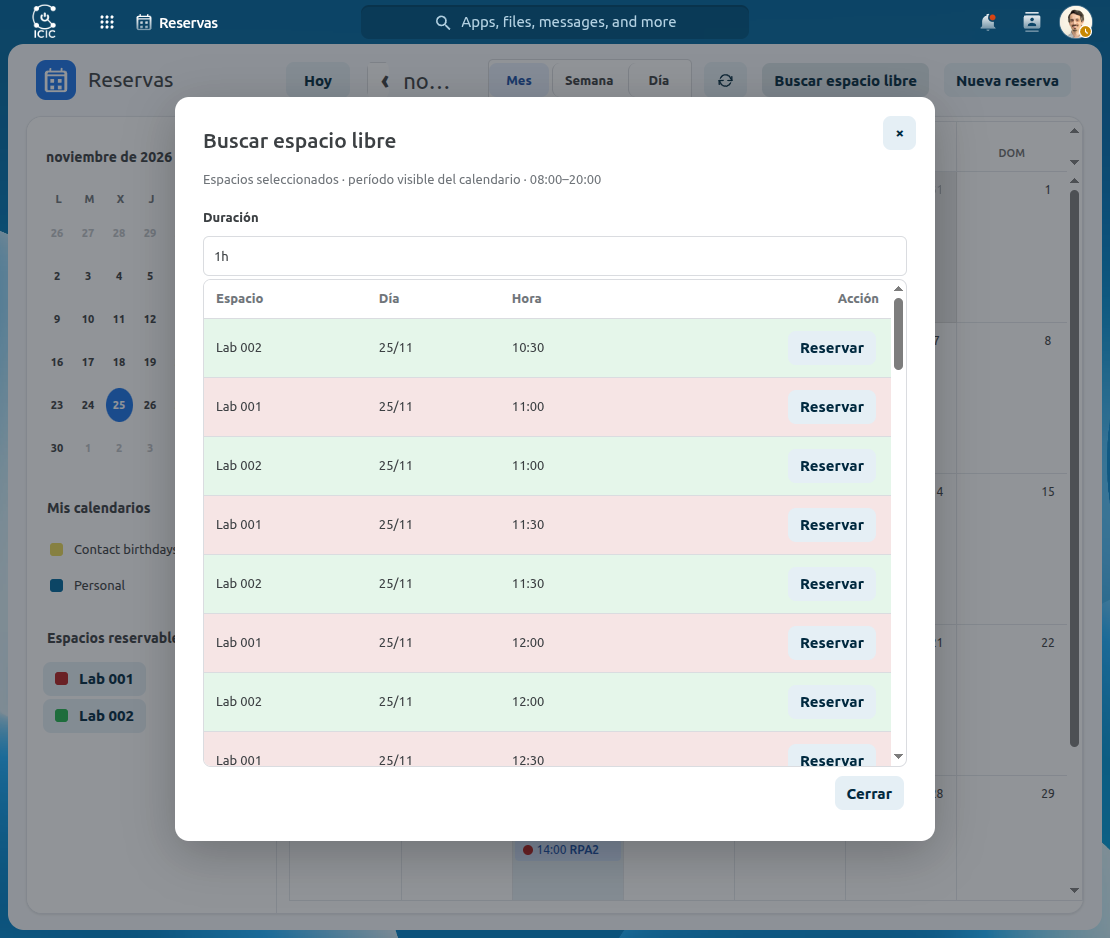 ICIC
Reservas
Apps, files, messages, and more
Reservas
Hoy
no...
Mes
Semana
Día
Buscar espacio libre
Nueva reserva
noviembre de 2026
L M X J
26 27 28 29
2 3 4 5
9 10 11 12
16 17 18 19
23 24 25 26
30 1 2 3
Mis calendarios
Contact birthdays
Personal
Espacios reservable
Lab 001
Lab 002
Buscar espacio libre
×
Espacios seleccionados · período visible del calendario · 08:00–20:00
Duración
1h
Espacio Día Hora Acción
Lab 002 25/11 10:30 Reservar
Lab 001 25/11 11:00 Reservar
Lab 002 25/11 11:00 Reservar
Lab 001 25/11 11:30 Reservar
Lab 002 25/11 11:30 Reservar
Lab 001 25/11 12:00 Reservar
Lab 002 25/11 12:00 Reservar
Lab 001 25/11 12:30 Reservar
Cerrar
DOM
1 1
7 8
4 15
1 22
8 29
14:00 RPA2